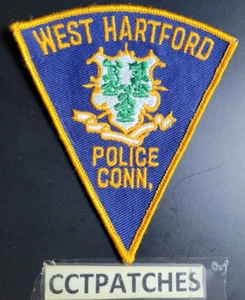 WEST HARTFORD
POLICE
CONN.
CCTPATCHES